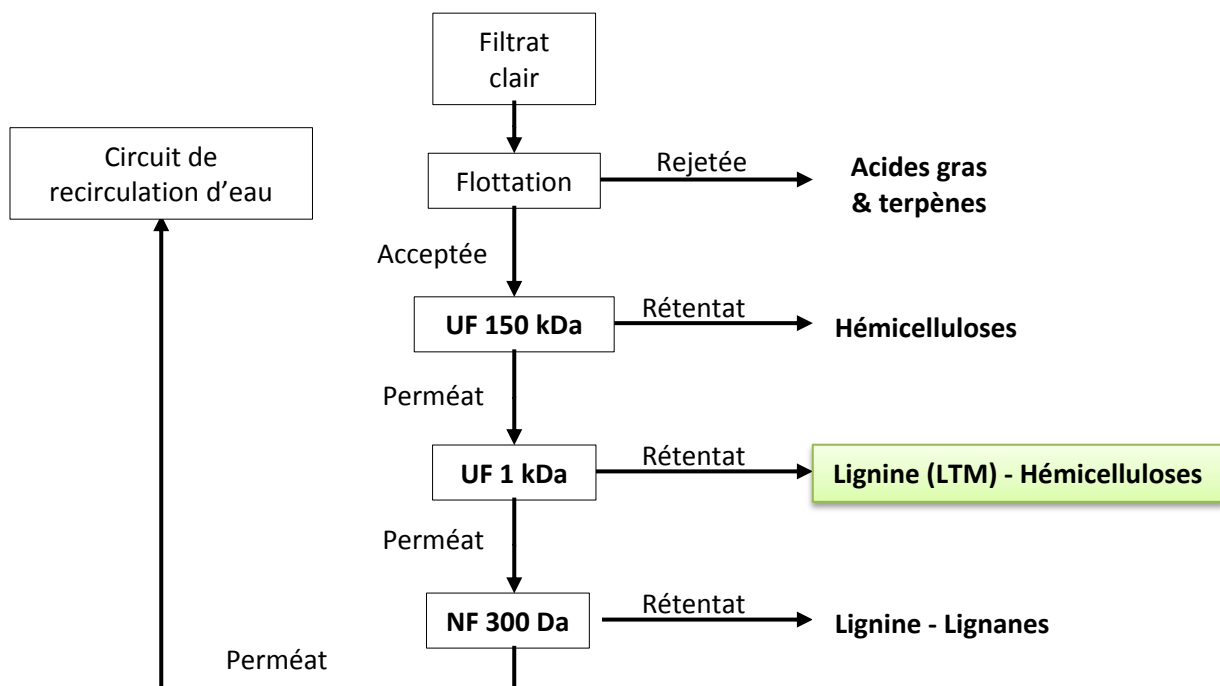 Filtrat
clair
Circuit de
recirculation d’eau
Flottation
Rejetée
Acides gras
& terpènes
Acceptée
UF 150 kDa
Rétentat
Hémicelluloses
Perméat
UF 1 kDa
Rétentat
Lignine (LTM) - Hémicelluloses
Perméat
NF 300 Da
Rétentat
Lignine - Lignanes
Perméat